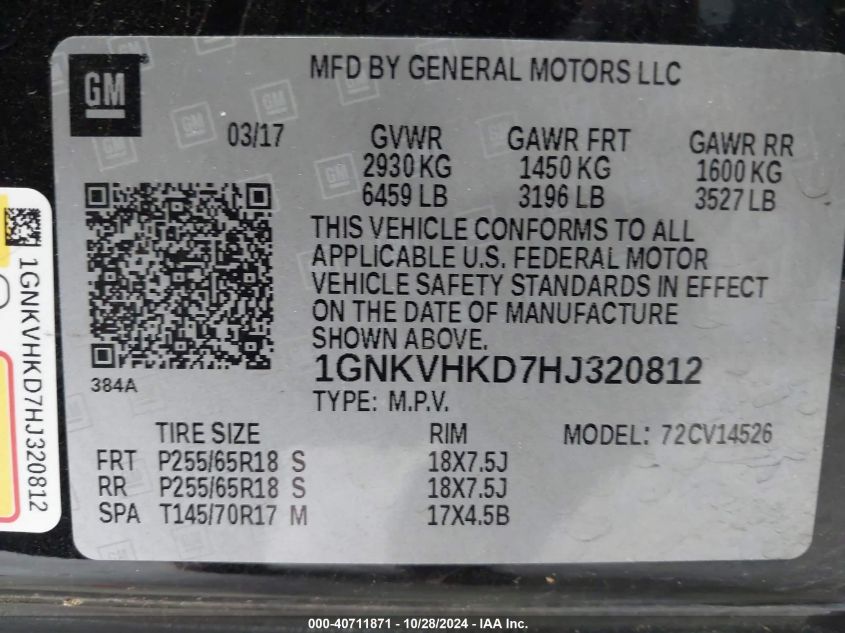 GM
MFD BY GENERAL MOTORS LLC
03/17 GVWR GAWR FRT GAWR RR
2930 KG 1450 KG 1600 KG
6459 LB 3196 LB 3527 LB
THIS VEHICLE CONFORMS TO ALL
APPLICABLE U.S. FEDERAL MOTOR
VEHICLE SAFETY STANDARDS IN EFFECT
ON THE DATE OF MANUFACTURE
SHOWN ABOVE.
384A
1GNKVHKD7HJ320812
TYPE: M.P.V.
TIRE SIZE RIM MODEL: 72CV14526
FRT P255/65R18 S 18X7.5J
RR P255/65R18 S 18X7.5J
SPA T145/70R17 M 17X4.5B
1GNKVHKD7HJ320812
000-40711871 - 10/28/2024 - IAA Inc.